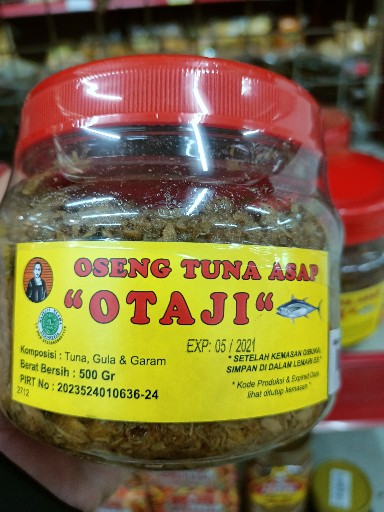 OSENG TUNA ASAP
"OTAJI"
EXP: 05 / 2021
Komposisi : Tuna, Gula & Garam
Berat Bersih : 500 Gr
PIRT No : 2023524010636-24
2712
* SETELAH KEMASAN DIBUKA,
SIMPAN DI DALAM LEMARI ES *
* Kode Produksi & Expired Date
lihat ditutup kemasan *